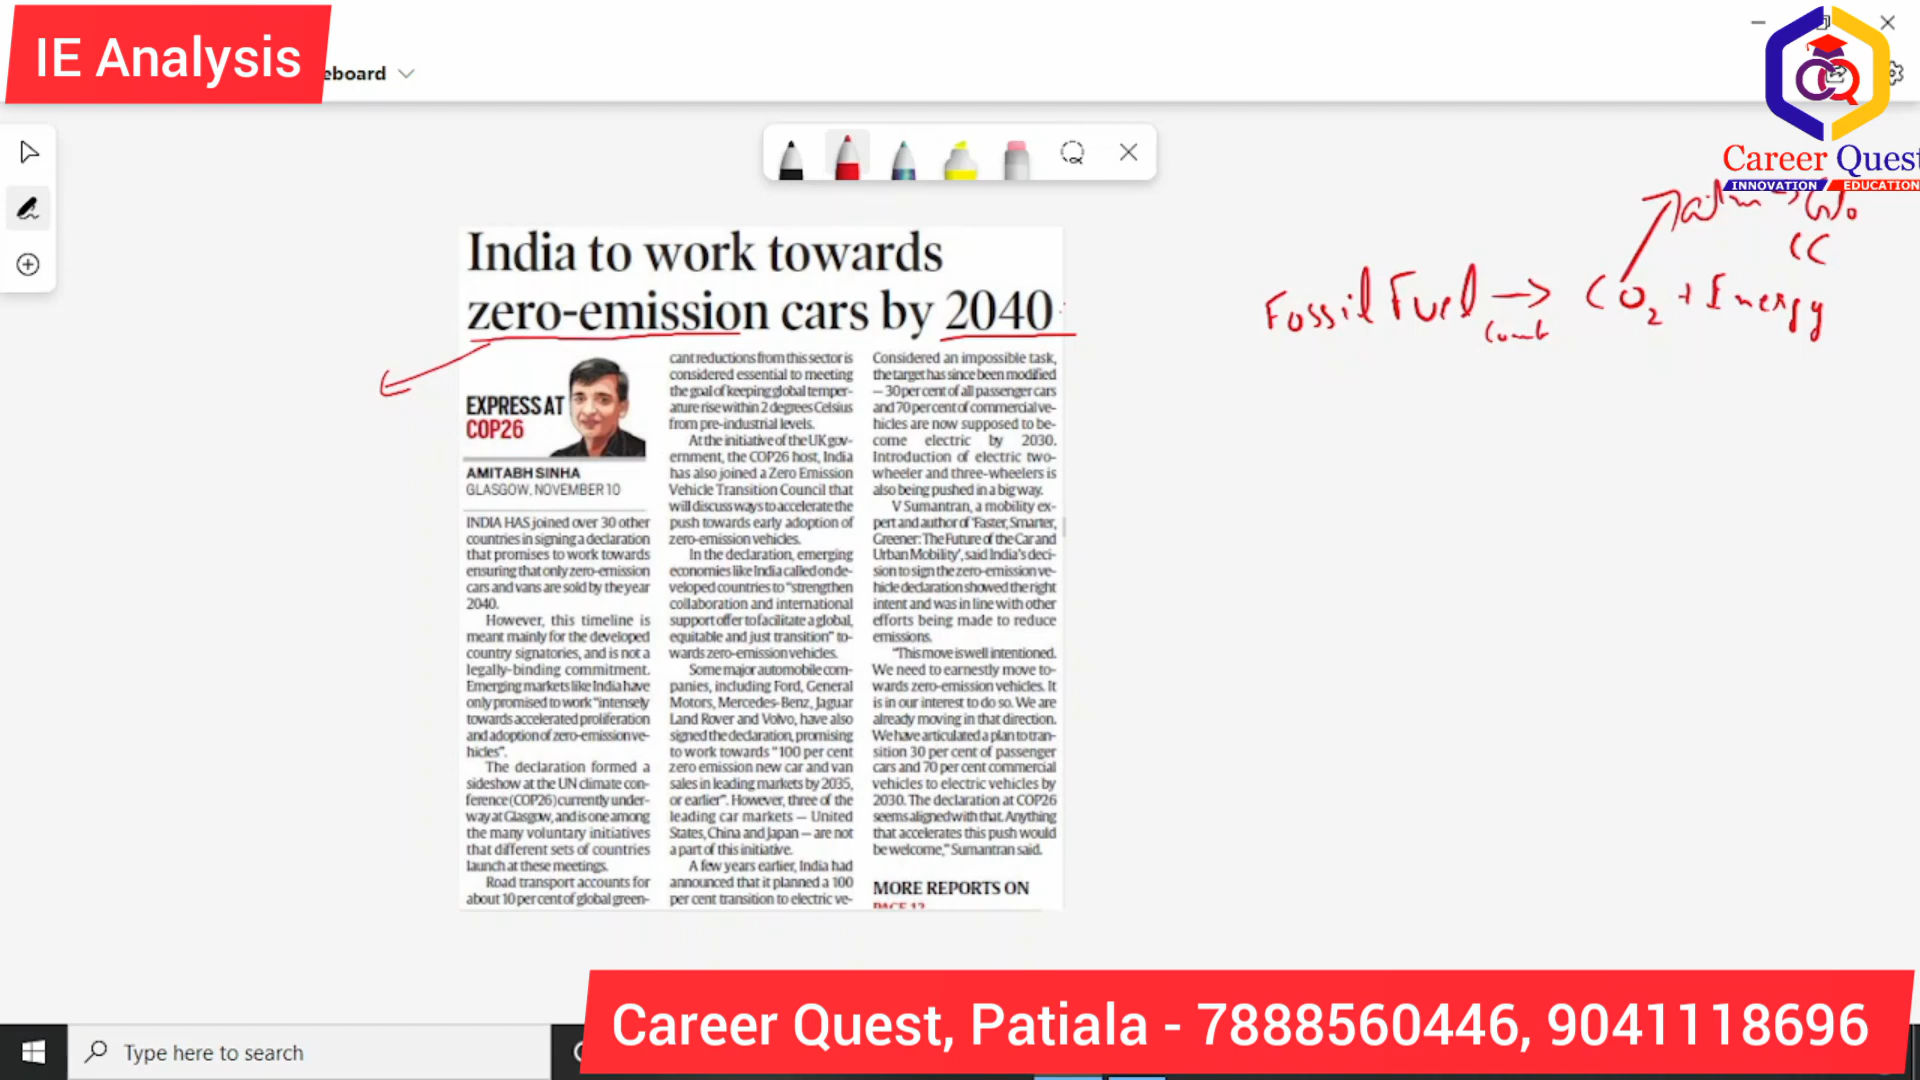 IE Analysis
eboard
Career Quest
INNOVATION EDUCATION
India to work towards
zero-emission cars by 2040
Fossil Fuel → CO2 + Energy
Comb
CC
EXPRESS AT
COP26
AMITABH SINHA
GLASGOW, NOVEMBER 10
INDIA HAS joined over 30 other
countries in signing a declaration
that promises to work towards
ensuring that only zero-emission
cars and vans are sold by the year
2040.
However, this timeline is
meant mainly for the developed
country signatories, and is not a
legally-binding commitment.
Emerging markets like India have
only promised to work "intensely
towards accelerated proliferation
and adoption of zero-emission ve-
hicles".
The declaration formed a
sideshow at the UN climate con-
ference (COP26) currently under-
way at Glasgow, and is one among
the many voluntary initiatives
that different sets of countries
launch at these meetings.
Road transport accounts for
about 10 per cent of global green-
cant reductions from this sector is
considered essential to meeting
the goal of keeping global temper-
ature rise within 2 degrees Celsius
from pre-industrial levels.
At the initiative of the UK gov-
ernment, the COP26 host, India
has also joined a Zero Emission
Vehicle Transition Council that
will discuss ways to accelerate the
push towards early adoption of
zero-emission vehicles.
In the declaration, emerging
economies like India called on de-
veloped countries to "strengthen
collaboration and international
support offer to facilitate a global,
equitable and just transition" to-
wards zero-emission vehicles.
Some major automobile com-
panies, including Ford, General
Motors, Mercedes-Benz, Jaguar
Land Rover and Volvo, have also
signed the declaration, promising
to work towards "100 per cent
zero emission new car and van
sales in leading markets by 2035,
or earlier". However, three of the
leading car markets — United
States, China and Japan — are not
a part of this initiative.
A few years earlier, India had
announced that it planned a 100
per cent transition to electric ve-
Considered an impossible task,
the target has since been modified
— 30 per cent of all passenger cars
and 70 per cent of commercial ve-
hicles are now supposed to be-
come electric by 2030.
Introduction of electric two-
wheeler and three-wheelers is
also being pushed in a big way.
V Sumantran, a mobility ex-
pert and author of 'Faster, Smarter,
Greener: The Future of the Car and
Urban Mobility', said India's deci-
sion to sign the zero-emission ve-
hicle declaration showed the right
intent and was in line with other
efforts being made to reduce
emissions.
"This move is well intentioned.
We need to earnestly move to-
wards zero-emission vehicles. It
is in our interest to do so. We are
already moving in that direction.
We have articulated a plan to tran-
sition 30 per cent of passenger
cars and 70 per cent commercial
vehicles to electric vehicles by
2030. The declaration at COP26
seems aligned with that. Anything
that accelerates this push would
be welcome," Sumantran said.
MORE REPORTS ON
PAGE 12
Career Quest, Patiala - 7888560446, 9041118696
Type here to search